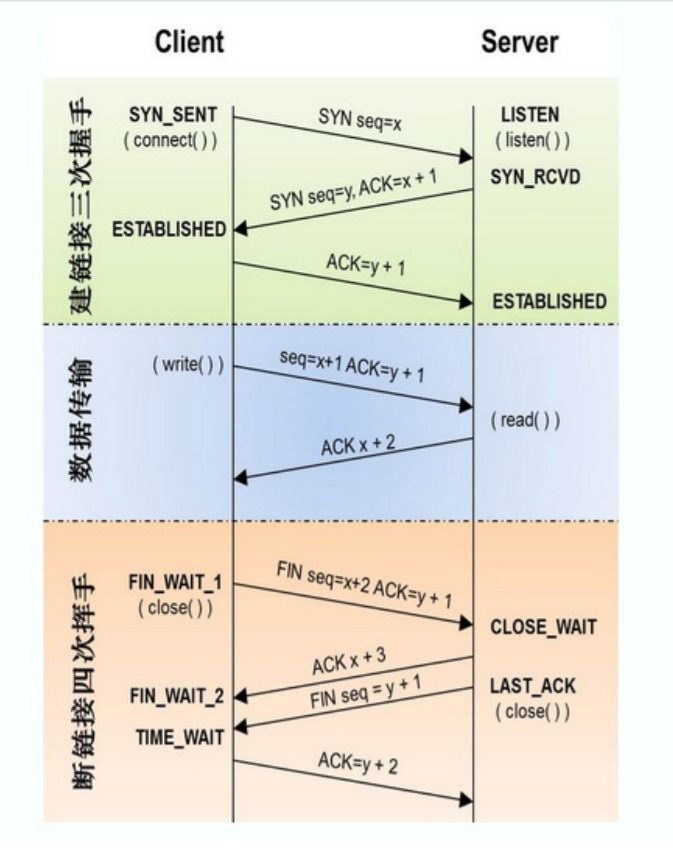 Client
Server
建链接三次握手
SYN_SENT
( connect( ) )
SYN seq=x
LISTEN
( listen( ) )
SYN_RCVD
SYN seq=y, ACK=x + 1
ESTABLISHED
ACK=y + 1
ESTABLISHED
数据传输
( write( ) )
seq=x+1 ACK=y + 1
( read( ) )
ACK x + 2
断链接四次挥手
FIN_WAIT_1
( close( ) )
FIN seq=x+2 ACK=y + 1
CLOSE_WAIT
ACK x + 3
FIN_WAIT_2
FIN seq = y + 1
LAST_ACK
( close( ) )
TIME_WAIT
ACK=y + 2